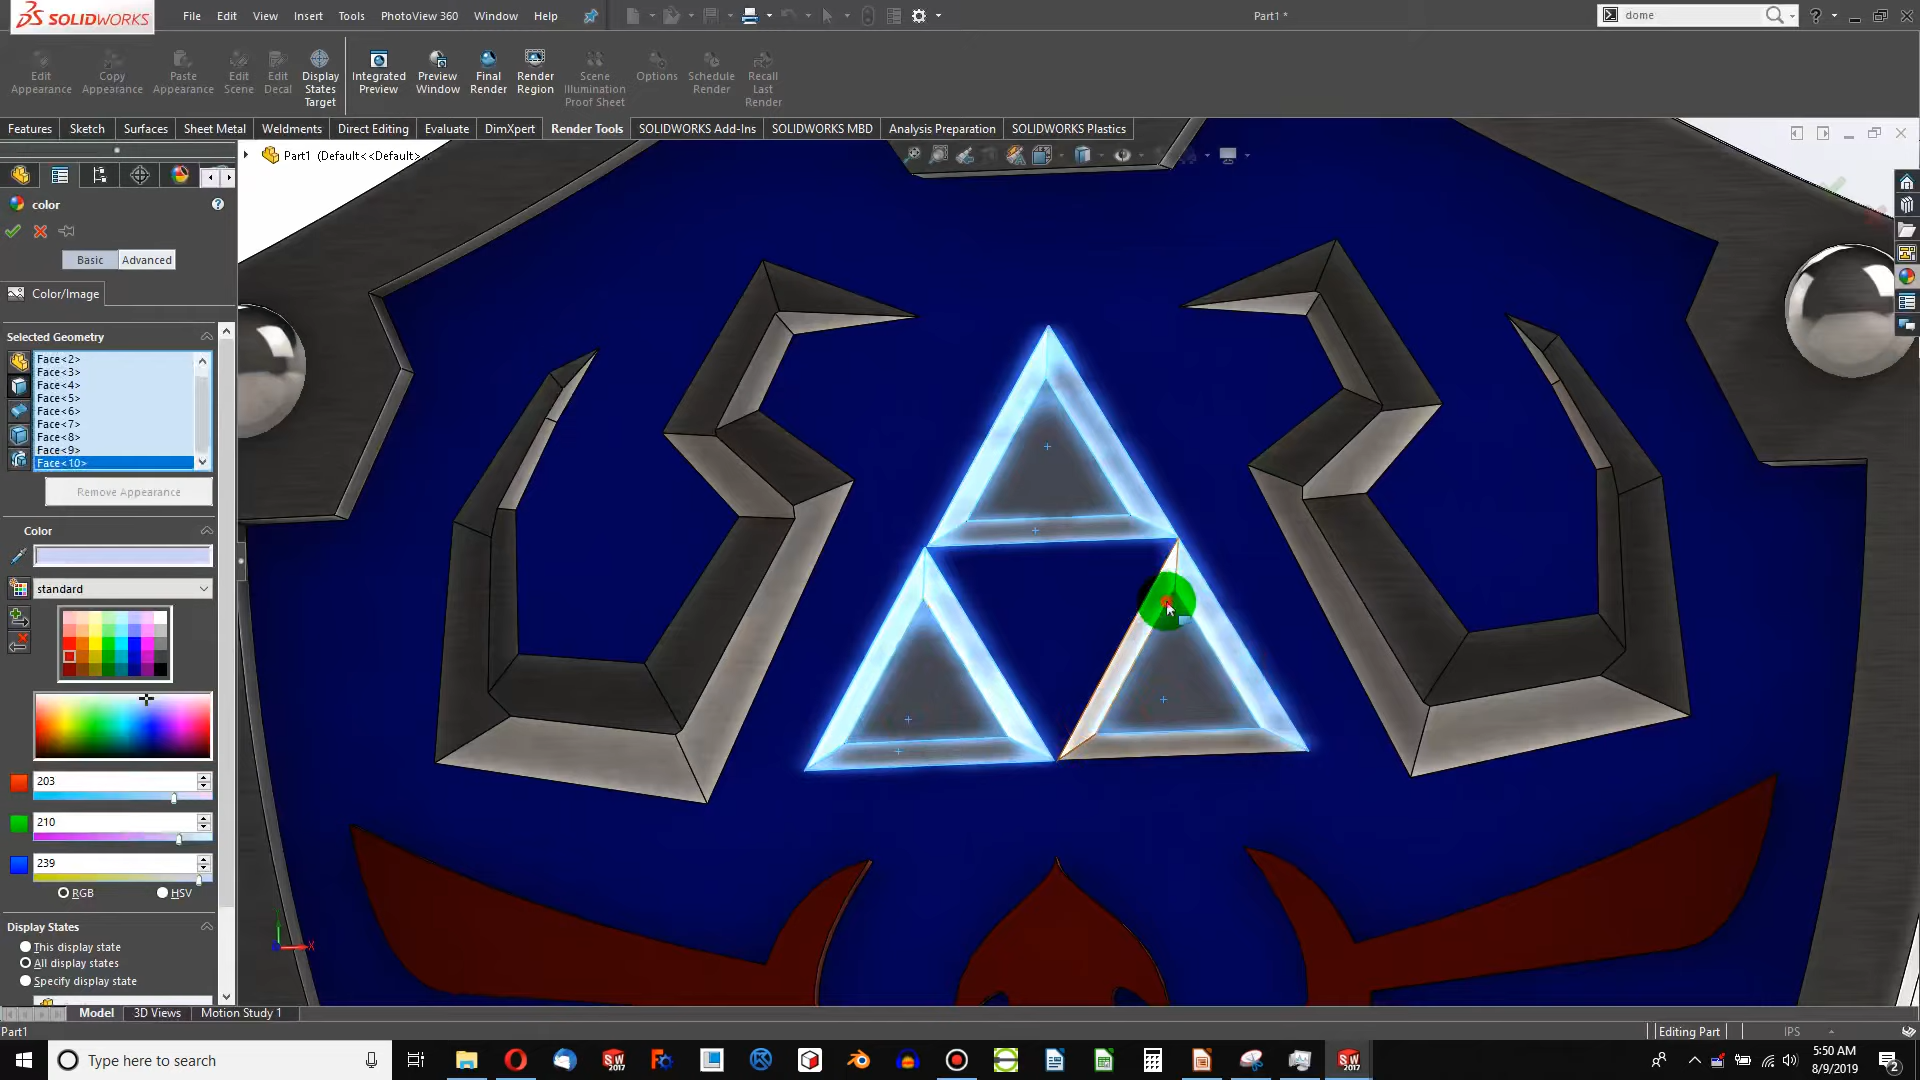 SOLIDWORKS File Edit View Insert Tools PhotoView 360 Window Help Part1 * dome
Edit Appearance Copy Appearance Paste Appearance Edit Scene Edit Decal Display States Target Integrated Preview Preview Window Final Render Render Region Scene Illumination Proof Sheet Options Schedule Render Recall Last Render
Features Sketch Surfaces Sheet Metal Weldments Direct Editing Evaluate DimXpert Render Tools SOLIDWORKS Add-Ins SOLIDWORKS MBD Analysis Preparation SOLIDWORKS Plastics
Part1 (Default<<Default>...
color
Basic Advanced
Color/Image
Selected Geometry
Face<2>
Face<3>
Face<4>
Face<5>
Face<6>
Face<7>
Face<8>
Face<9>
Face<10>
Remove Appearance
Color
standard
203
210
239
RGB HSV
Display States
This display state
All display states
Specify display state
X
Model 3D Views Motion Study 1
Part1 Editing Part IPS
Type here to search
SW 2017
SW 2017
5:50 AM
8/9/2019
2